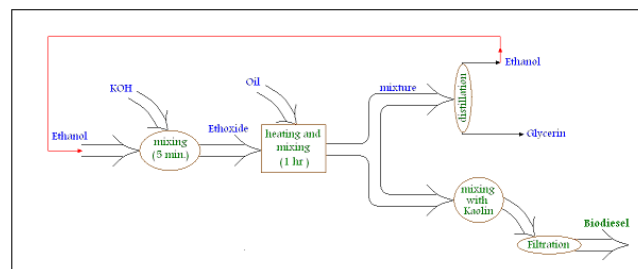 Ethanol
KOH
mixing
(5 min.)
Ethoxide
Oil
heating and
mixing
(1 hr )
mixture
distillation
Ethanol
Glycerin
mixing
with
Kaolin
Filtration
Biodiesel